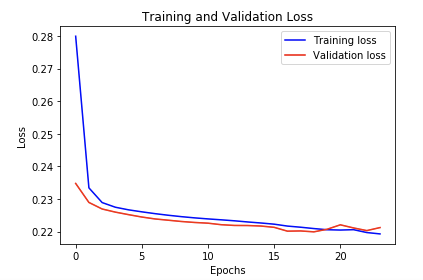 Training and Validation Loss
Training loss
Validation loss
Loss
0.28
0.27
0.26
0.25
0.24
0.23
0.22
0
5
10
15
20
Epochs